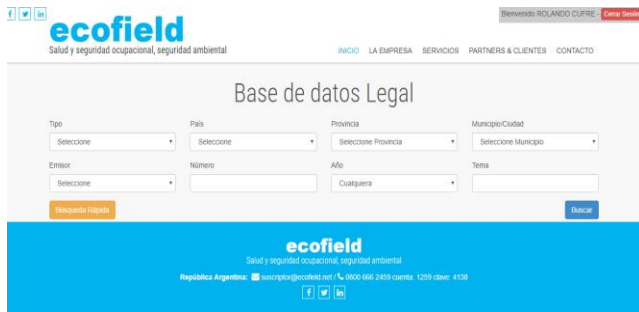 Bienvenido ROLANDO CUFRE - Cerrar Sesión
ecofield
Salud y seguridad ocupacional, seguridad ambiental
INICIO LA EMPRESA SERVICIOS PARTNERS & CLIENTES CONTACTO
Base de datos Legal
Tipo País Provincia Municipio/Ciudad
Seleccione Seleccione Seleccione Provincia Seleccione Municipio
Emisor Número Año Tema
Seleccione Cualquiera
Búsqueda Rápida Buscar
ecofield
Salud y seguridad ocupacional, seguridad ambiental
República Argentina: suscriptor@ecofield.net / 0800 666 2459 cuenta: 1259 clave: 4138